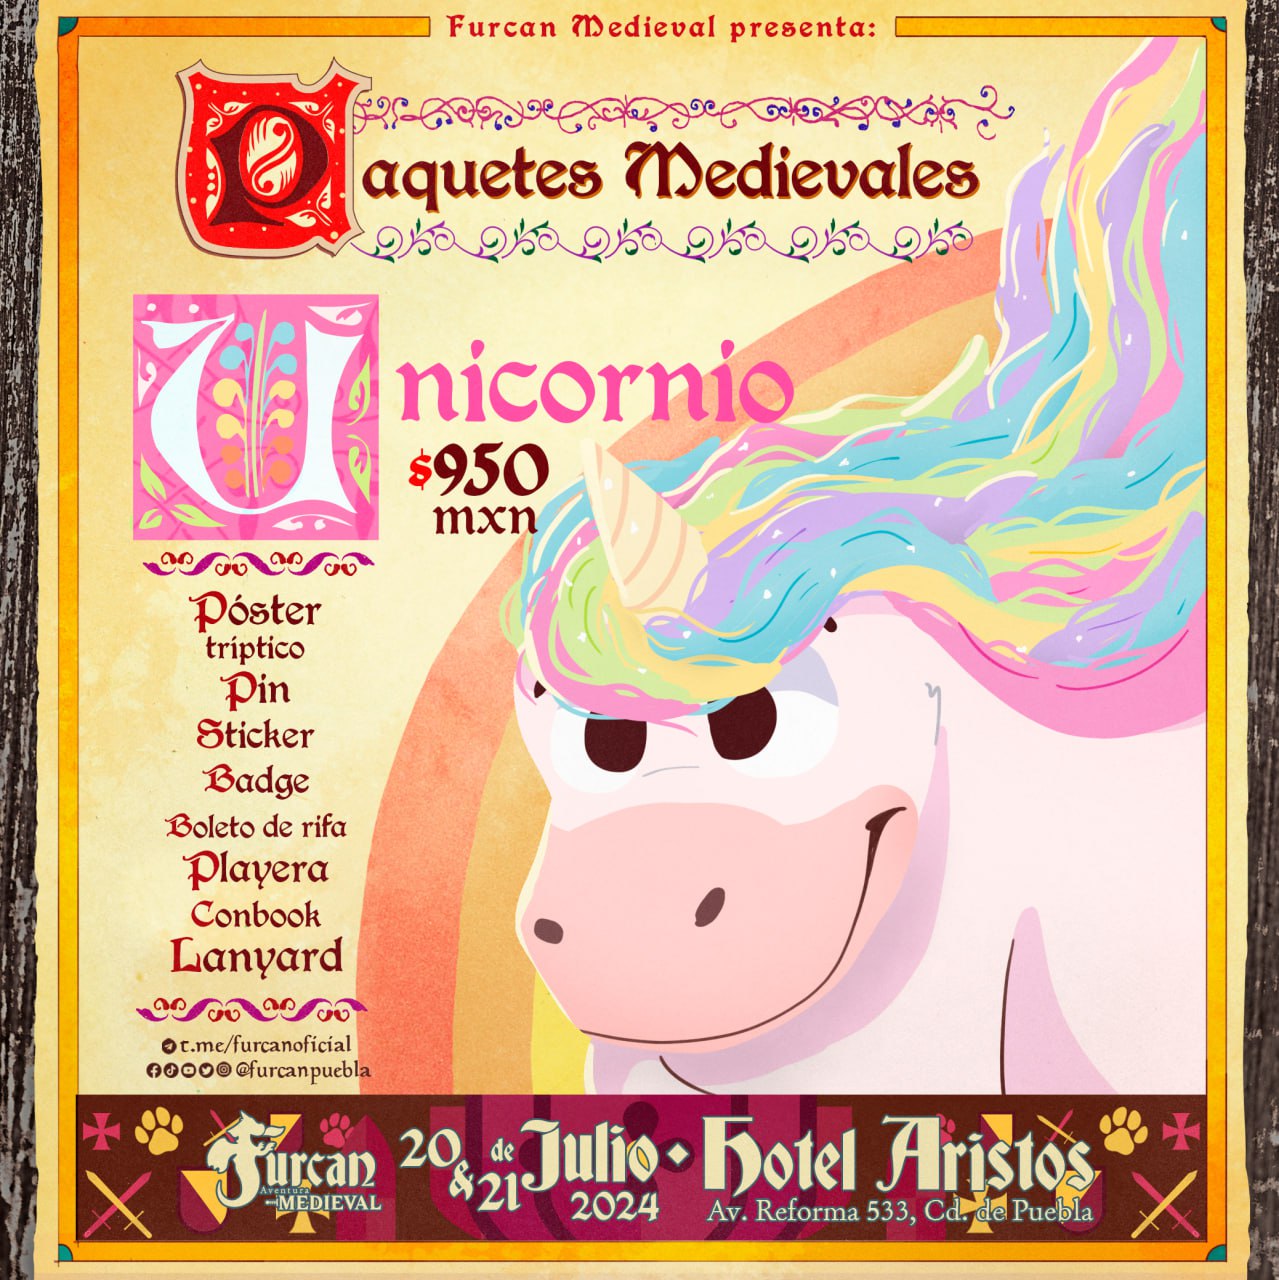 Furcan Medieval presenta:
Paquetes Medievales
Unicornio
$950
mxn
Póster
tríptico
Pin
Sticker
Badge
Boleto de rifa
Playera
Conbook
Lanyard
t.me/furcanoficial
@furcanpuebla
Furcan
Aventura
MEDIEVAL
20 & 21 de Julio 2024 • Hotel Aristos
Av. Reforma 533, Cd. de Puebla